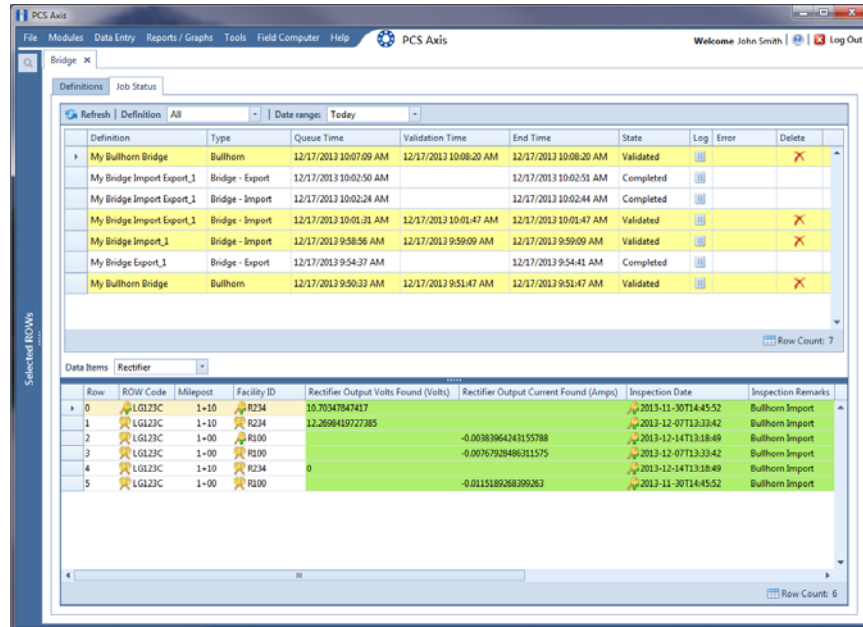 PCS Axis
File Modules Data Entry Reports / Graphs Tools Field Computer Help PCS Axis Welcome John Smith | Log Out
Bridge
Definitions Job Status
Refresh | Definition All | Date range: Today
Definition Type Queue Time Validation Time End Time State Log Error Delete
My Bullhorn Bridge Bullhorn 12/17/2013 10:07:09 AM 12/17/2013 10:08:20 AM 12/17/2013 10:08:20 AM Validated
My Bridge Import Export_1 Bridge - Export 12/17/2013 10:02:50 AM 12/17/2013 10:02:51 AM Completed
My Bridge Import Export_1 Bridge - Import 12/17/2013 10:02:24 AM 12/17/2013 10:02:44 AM Completed
My Bridge Import Export_1 Bridge - Import 12/17/2013 10:01:31 AM 12/17/2013 10:01:47 AM 12/17/2013 10:01:47 AM Validated
My Bridge Import_1 Bridge - Import 12/17/2013 9:58:56 AM 12/17/2013 9:59:09 AM 12/17/2013 9:59:09 AM Validated
My Bridge Export_1 Bridge - Export 12/17/2013 9:54:37 AM 12/17/2013 9:54:41 AM Completed
My Bullhorn Bridge Bullhorn 12/17/2013 9:50:33 AM 12/17/2013 9:51:47 AM 12/17/2013 9:51:47 AM Validated
Row Count: 7
Selected ROWs
Data Items Rectifier
Row ROW Code Milepost Facility ID Rectifier Output Volts Found (Volts) Rectifier Output Current Found (Amps) Inspection Date Inspection Remarks
0 LG123C 1+10 R234 10.70347847417 2013-11-30T14:45:52 Bullhorn Import
1 LG123C 1+10 R234 12.2698419727385 2013-12-07T13:33:42 Bullhorn Import
2 LG123C 1+00 R100 -0.00383964243155788 2013-12-14T13:18:49 Bullhorn Import
3 LG123C 1+00 R100 -0.00767928486311575 2013-12-07T13:33:42 Bullhorn Import
4 LG123C 1+10 R234 0 2013-12-14T13:18:49 Bullhorn Import
5 LG123C 1+00 R100 -0.0115189268399263 2013-11-30T14:45:52 Bullhorn Import
Row Count: 6